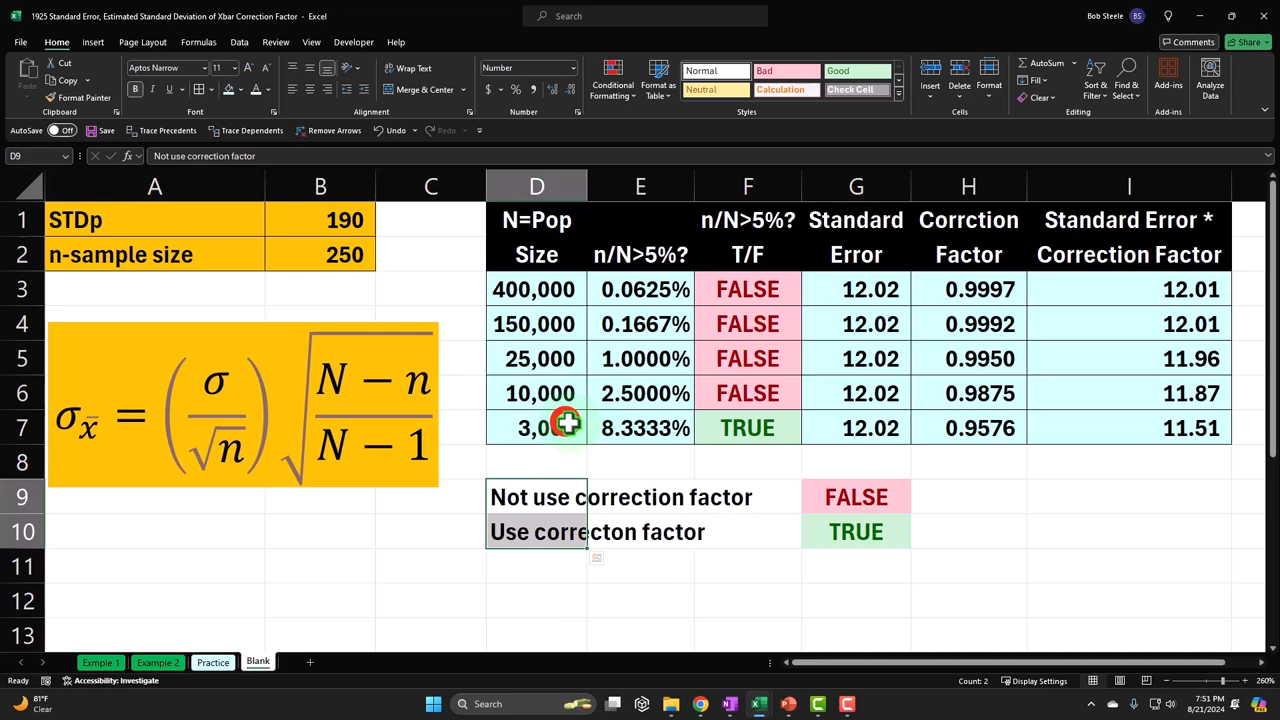 1925 Standard Error, Estimated Standard Deviation of Xbar Correction Factor - Excel
Search
Bob Steele BS
File Home Insert Page Layout Formulas Data Review View Developer Help
Comments Share
Paste Cut Copy Format Painter
Aptos Narrow 11
B I U
Wrap Text
Merge & Center
Number
Conditional Formatting Format as Table
Normal Bad Good
Neutral Calculation Check Cell
Insert Delete Format
AutoSum Fill Clear
Sort & Filter Find & Select
Add-ins Analyze Data
Clipboard Font Alignment Number Styles Cells Editing Add-ins
AutoSave Off Save Trace Precedents Trace Dependents Remove Arrows Undo Redo
D9 fx Not use correction factor
A B C D E F G H I
1 STDp 190 N=Pop n/N>5%? Standard Corrction Standard Error *
2 n-sample size 250 Size n/N>5%? T/F Error Factor Correction Factor
3 400,000 0.0625% FALSE 12.02 0.9997 12.01
4 150,000 0.1667% FALSE 12.02 0.9992 12.01
5 25,000 1.0000% FALSE 12.02 0.9950 11.96
6 10,000 2.5000% FALSE 12.02 0.9875 11.87
7 8.3333% TRUE 12.02 0.9576 11.51
σx̄ = (σ/√n) √((N − n)/(N − 1))
8
9 Not use correction factor FALSE
10 Use correcton factor TRUE
11
12
13
Exmple 1 Example 2 Practice Blank
Ready Accessibility: Investigate Count: 2 Display Settings 260%
81°F
Clear
Search
7:51 PM
8/21/2024